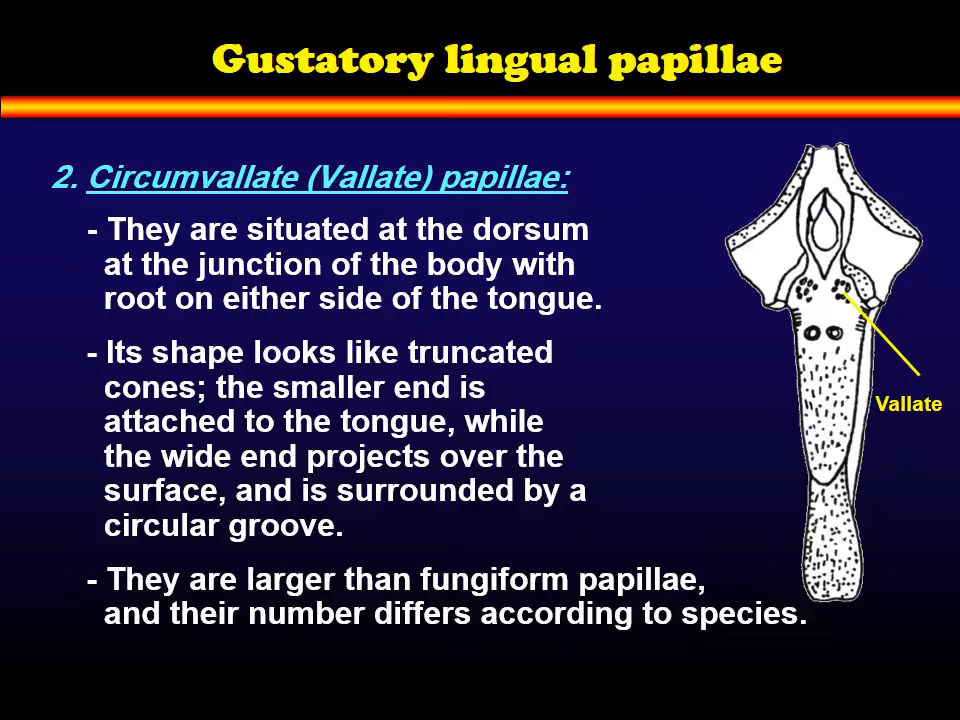 Gustatory lingual papillae
2. Circumvallate (Vallate) papillae:
- They are situated at the dorsum
at the junction of the body with
root on either side of the tongue.
- Its shape looks like truncated
cones; the smaller end is
attached to the tongue, while
the wide end projects over the
surface, and is surrounded by a
circular groove.
- They are larger than fungiform papillae,
and their number differs according to species.
Vallate